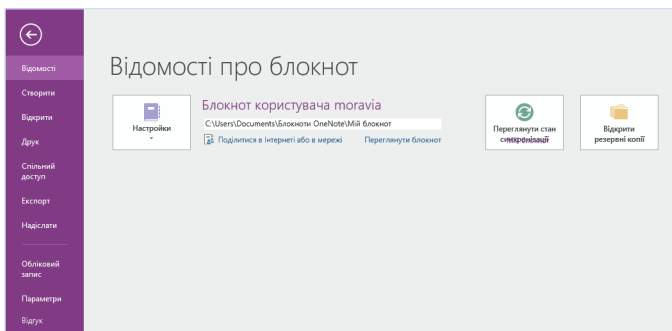 Відомості
Створити
Відкрити
Друк
Спільний
доступ
Експорт
Надіслати
Обліковий
запис
Параметри
Відгук
Відомості про блокнот
Настройки
Блокнот користувача moravia
C:\Users\Documents\Блокноти OneNote\Мій блокнот
Поділитися в Інтернеті або в мережі
Переглянути блокнот
Переглянути стан
синхронізації
Відкрити
резервні копії